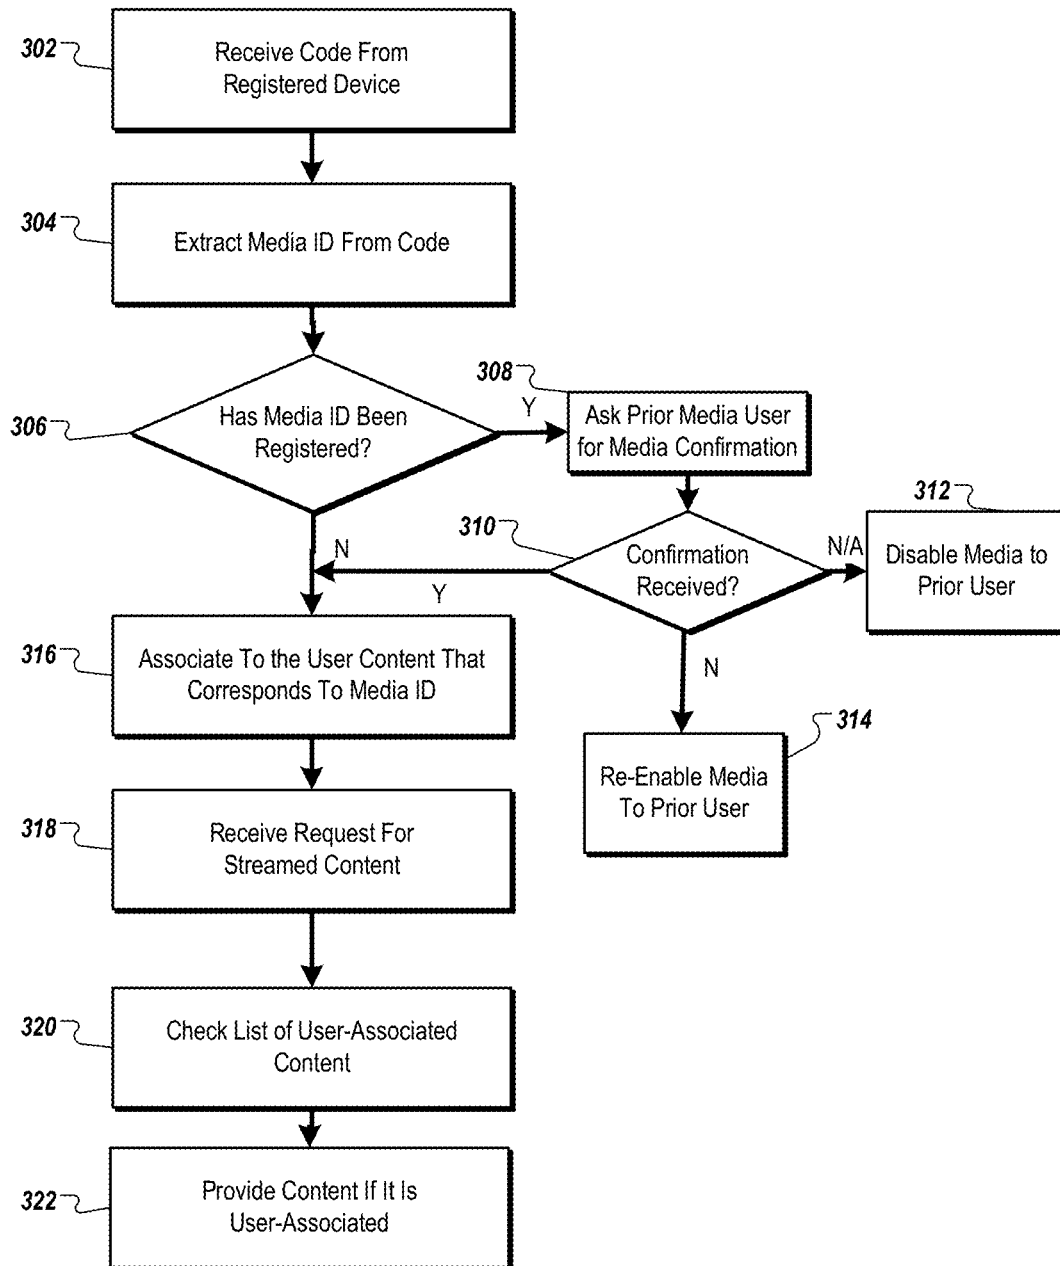 302
Receive Code From
Registered Device
304
Extract Media ID From Code
306
Has Media ID Been
Registered?
Y
308
Ask Prior Media User
for Media Confirmation
310
Confirmation
Received?
N/A
312
Disable Media to
Prior User
N
Y
N
314
Re-Enable Media
To Prior User
316
Associate To the User Content That
Corresponds To Media ID
318
Receive Request For
Streamed Content
320
Check List of User-Associated
Content
322
Provide Content If It Is
User-Associated